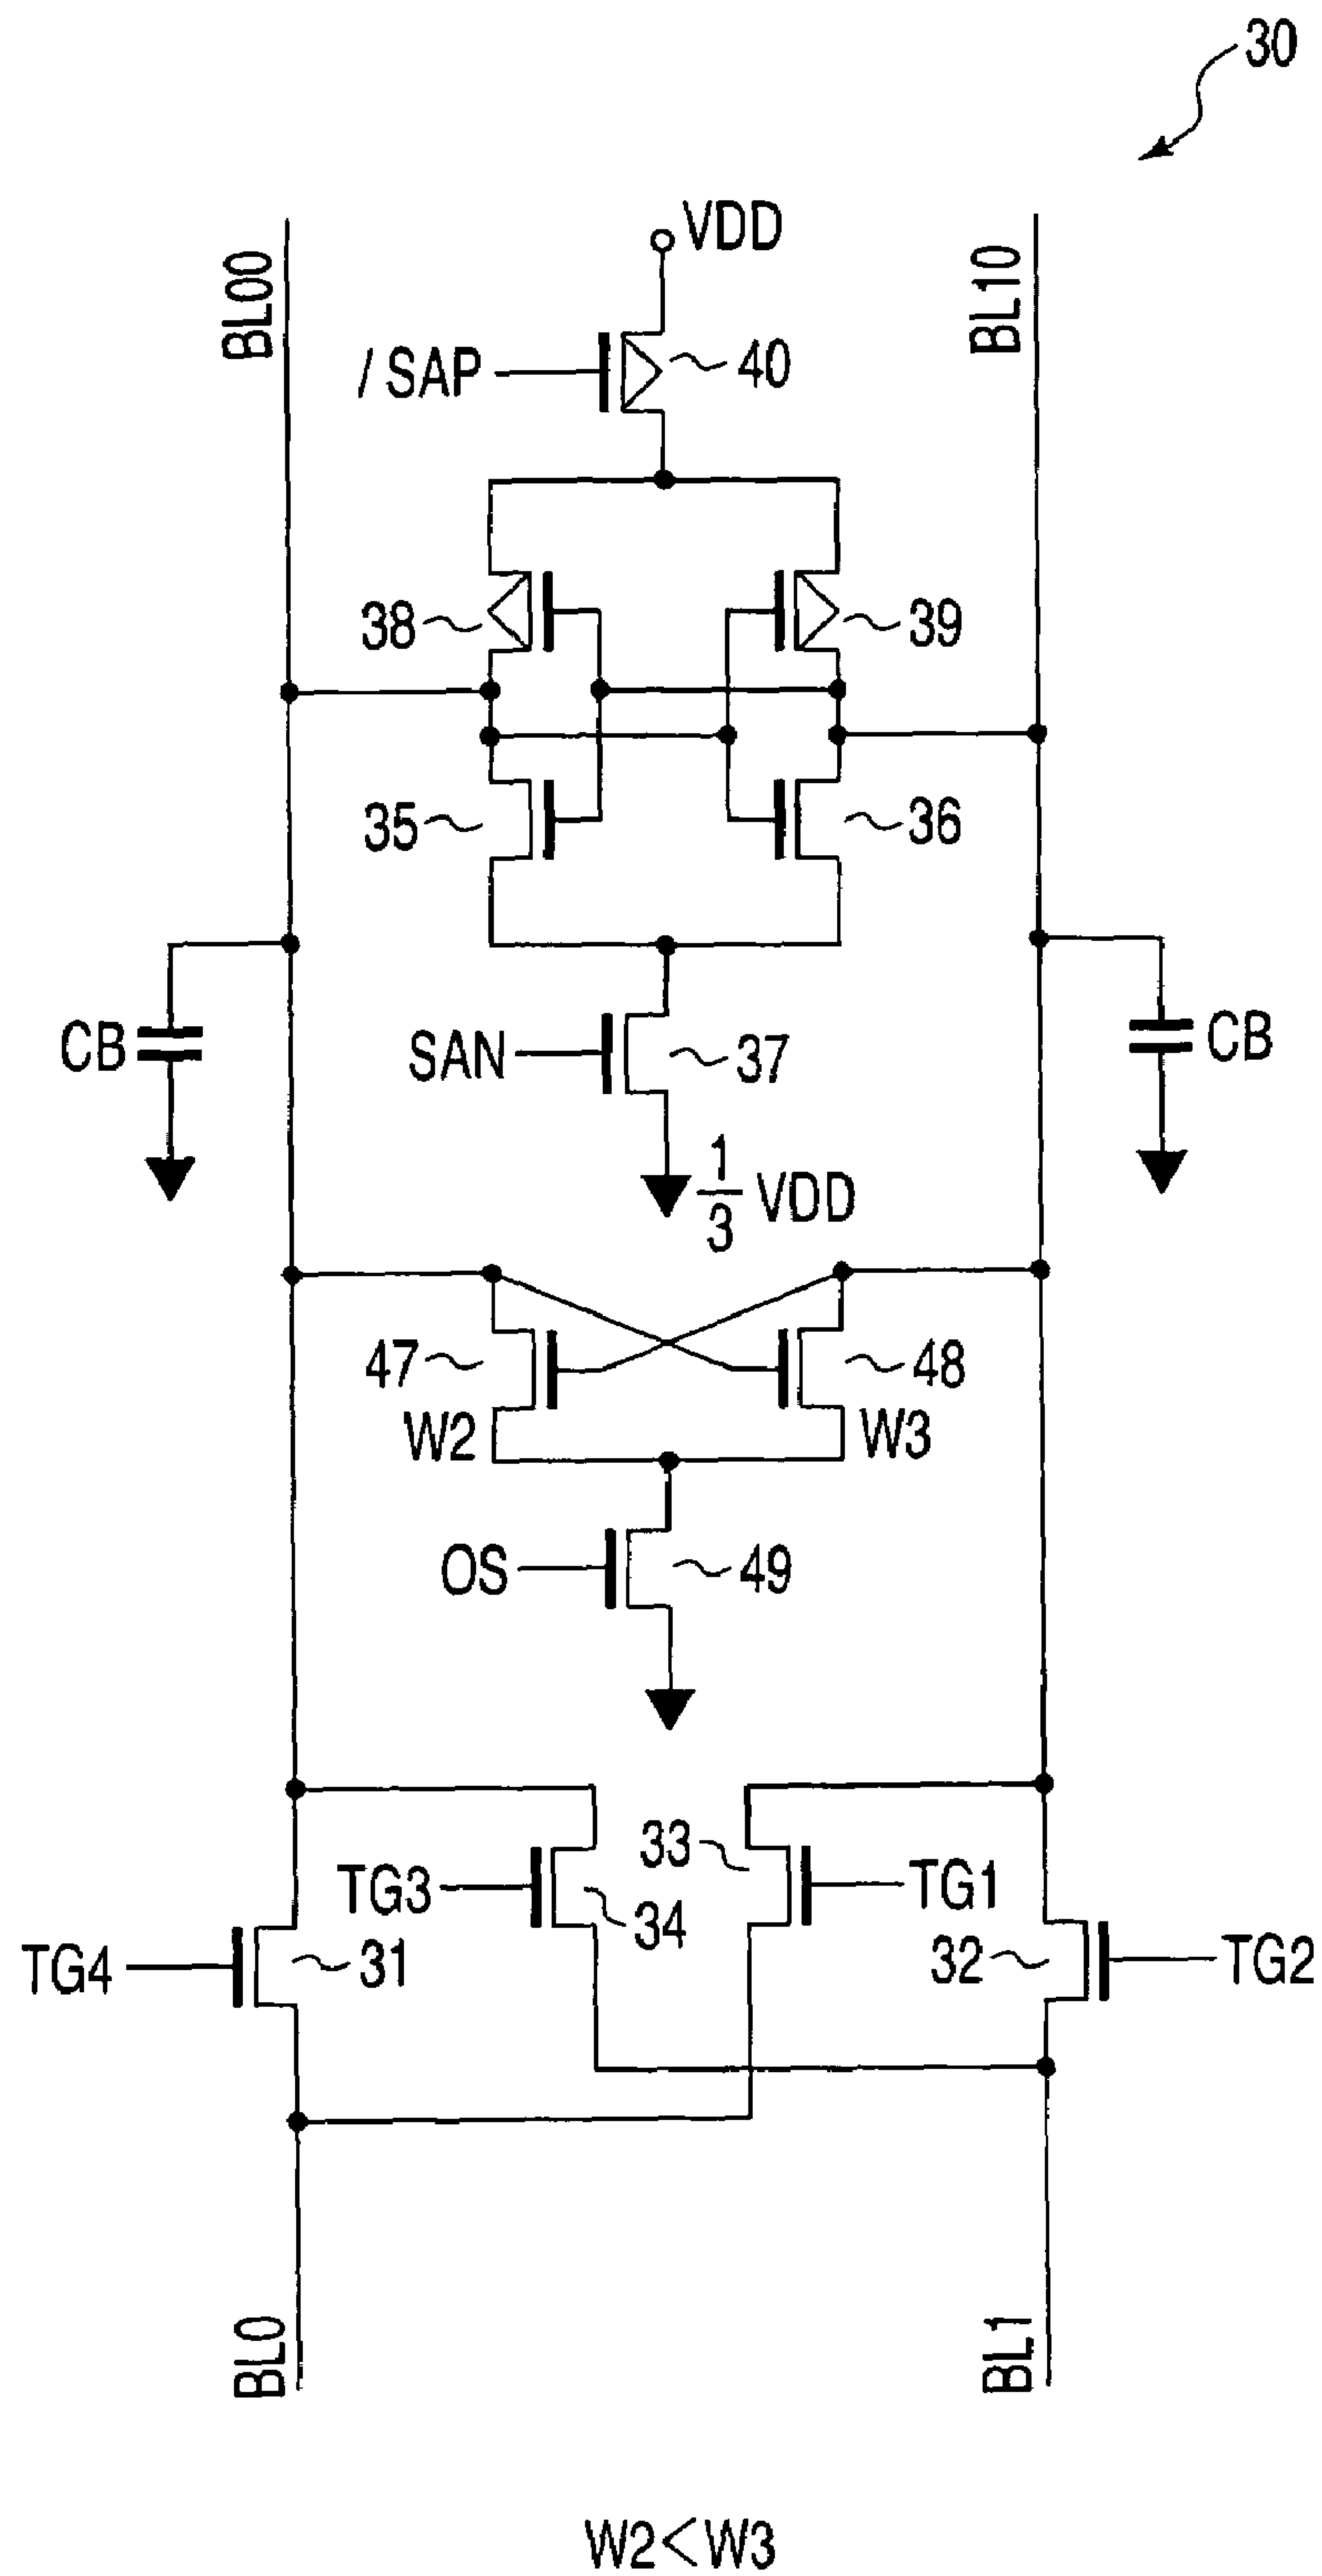 30
VDD
BL00
BL10
/ SAP
40
38
39
35
36
CB
SAN
37
CB
1/3 VDD
47
48
W2
W3
OS
49
33
TG3
34
TG1
TG4
31
32
TG2
BL0
BL1
W2<W3